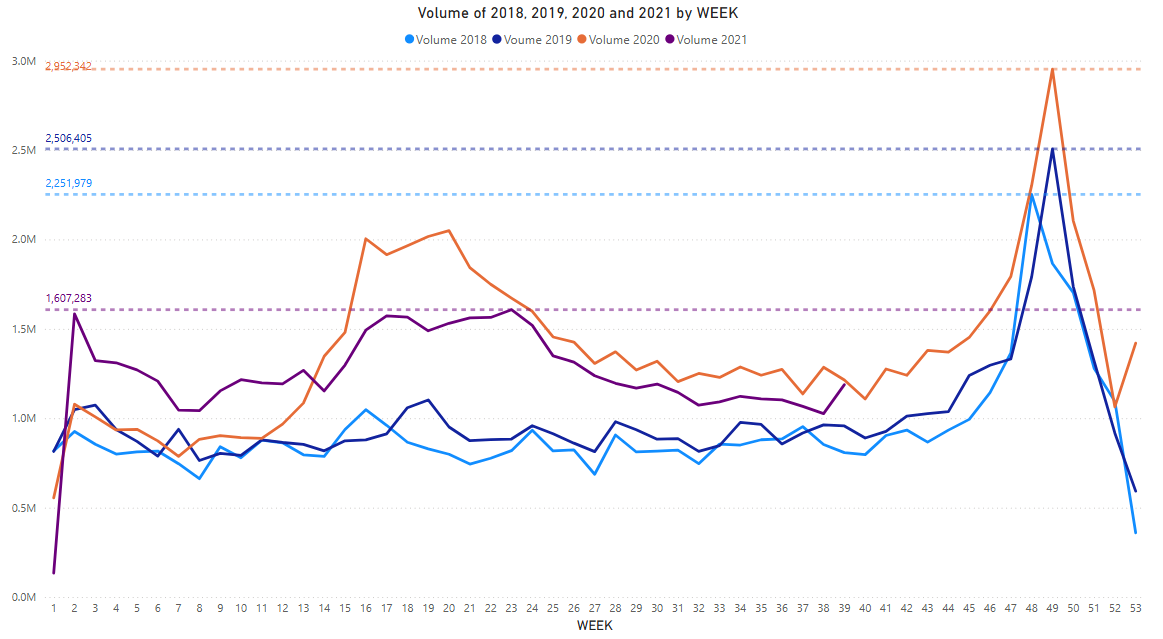 Volume of 2018, 2019, 2020 and 2021 by WEEK
Volume 2018 Voume 2019 Volume 2020 Volume 2021
3.0M
2,952,342
2,506,405
2.5M
2,251,979
2.0M
1,607,283
1.5M
1.0M
0.5M
0.0M
1 2 3 4 5 6 7 8 9 10 11 12 13 14 15 16 17 18 19 20 21 22 23 24 25 26 27 28 29 30 31 32 33 34 35 36 37 38 39 40 41 42 43 44 45 46 47 48 49 50 51 52 53
WEEK